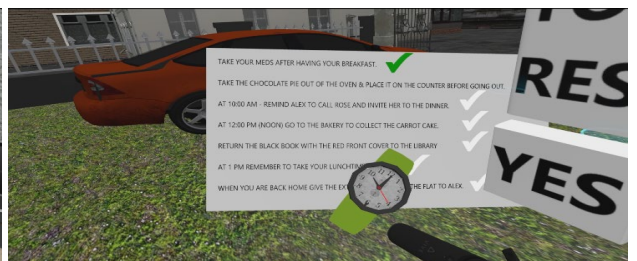 TAKE YOUR MEDS AFTER HAVING YOUR BREAKFAST.
TAKE THE CHOCOLATE PIE OUT OF THE OVEN & PLACE IT ON THE COUNTER BEFORE GOING OUT.
AT 10:00 AM - REMIND ALEX TO CALL ROSE AND INVITE HER TO THE DINNER.
AT 12:00 PM (NOON) GO TO THE BAKERY TO COLLECT THE CARROT CAKE.
RETURN THE BLACK BOOK WITH THE RED FRONT COVER TO THE LIBRARY
AT 1 PM REMEMBER TO TAKE YOUR
WHEN YOU ARE BACK HOME GIVE THE THE FLAT TO ALEX.
RES
YES